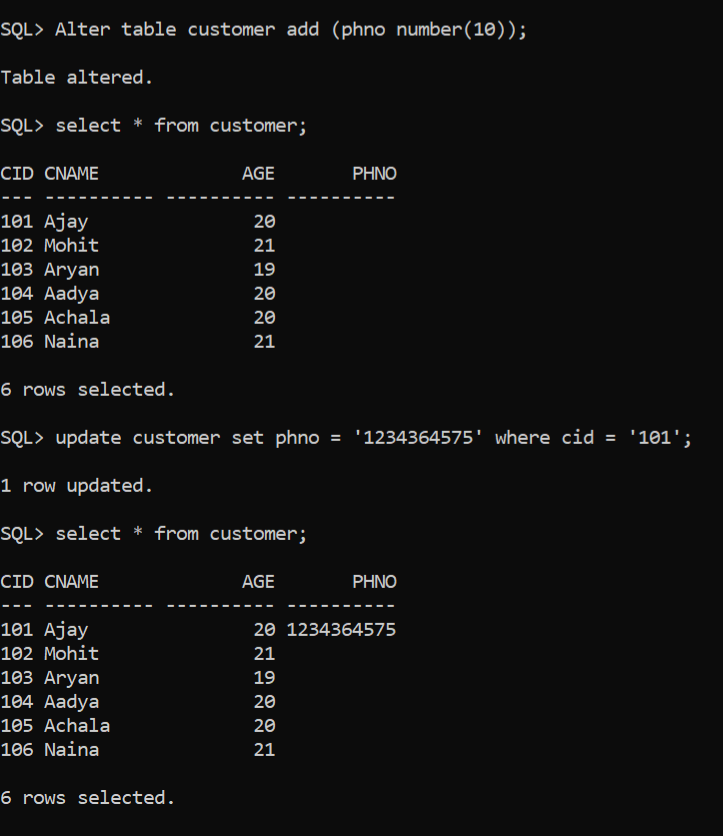 SQL> Alter table customer add (phno number(10));
Table altered.
SQL> select * from customer;
CID CNAME             AGE       PHNO
--- ---------- ---------- ----------
101 Ajay               20
102 Mohit              21
103 Aryan              19
104 Aadya              20
105 Achala             20
106 Naina              21
6 rows selected.
SQL> update customer set phno = '1234364575' where cid = '101';
1 row updated.
SQL> select * from customer;
CID CNAME             AGE       PHNO
--- ---------- ---------- ----------
101 Ajay               20 1234364575
102 Mohit              21
103 Aryan              19
104 Aadya              20
105 Achala             20
106 Naina              21
6 rows selected.